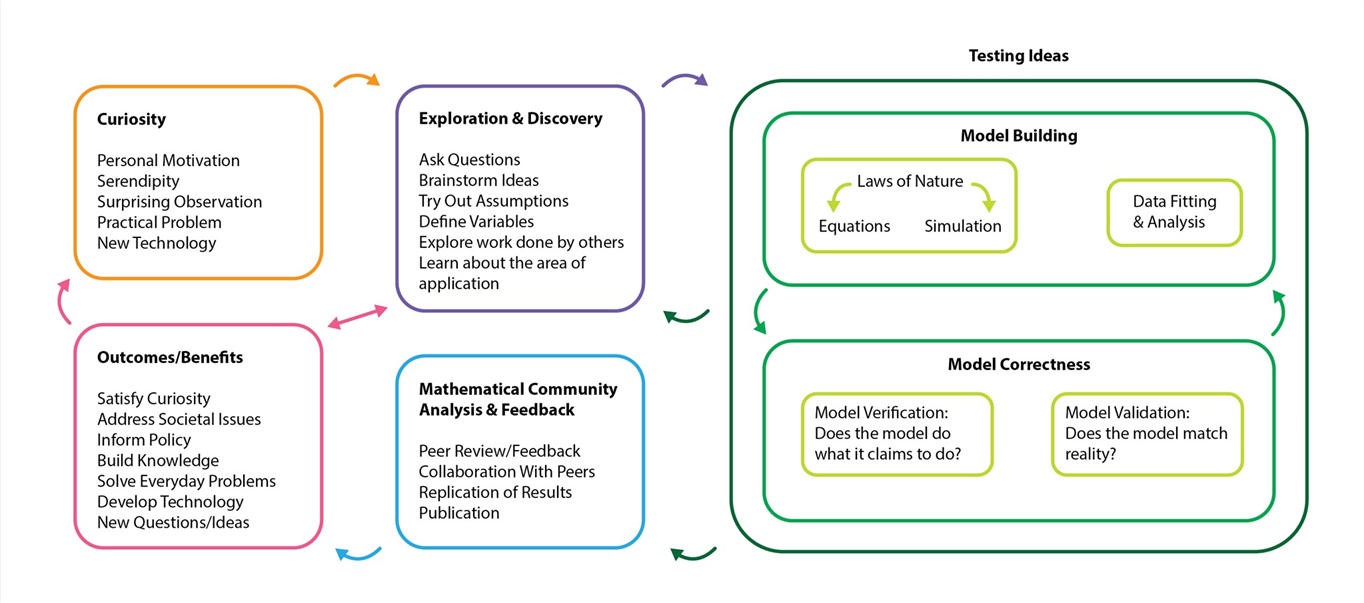 Curiosity
Personal Motivation
Serendipity
Surprising Observation
Practical Problem
New Technology
Exploration & Discovery
Ask Questions
Brainstorm Ideas
Try Out Assumptions
Define Variables
Explore work done by others
Learn about the area of
application
Testing Ideas
Model Building
Laws of Nature
Equations
Simulation
Data Fitting
& Analysis
Model Correctness
Model Verification:
Does the model do
what it claims to do?
Model Validation:
Does the model match
reality?
Outcomes/Benefits
Satisfy Curiosity
Address Societal Issues
Inform Policy
Build Knowledge
Solve Everyday Problems
Develop Technology
New Questions/Ideas
Mathematical Community
Analysis & Feedback
Peer Review/Feedback
Collaboration With Peers
Replication of Results
Publication